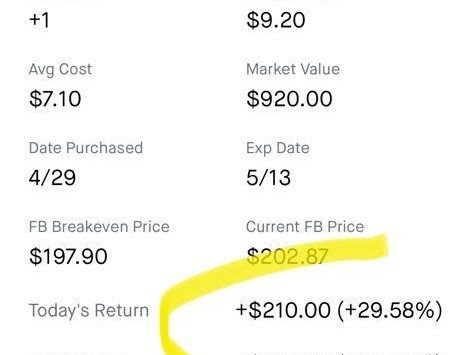 +1 $9.20
Avg Cost Market Value
$7.10 $920.00
Date Purchased Exp Date
4/29 5/13
FB Breakeven Price Current FB Price
$197.90 $202.87
Today's Return +$210.00 (+29.58%)